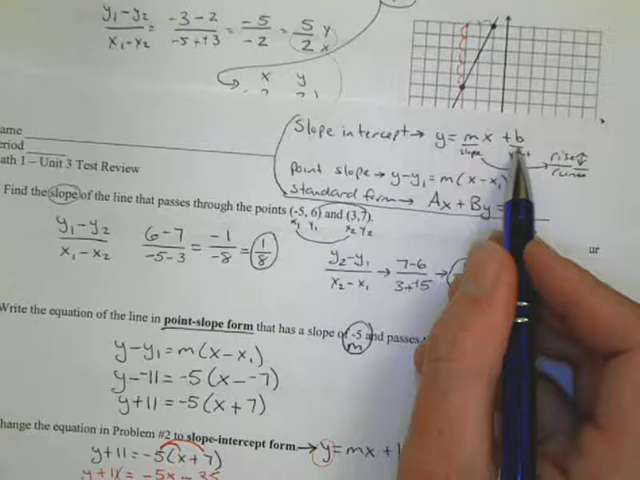 y₁-y₂ / x₁-x₂ -3-2 / -5++3 = -5 / -2 = 5 / 2 y / x
x y
Slope intercept → y = mx + b
slope
rise
run
point slope → y-y₁ = m(x-x₁)
standard form → Ax + By =
ame
eriod
ath 1 – Unit 3 Test Review
Find the slope of the line that passes through the points (-5, 6) and (3,7).
x₁ y₁ x₂ y₂
y₁-y₂ / x₁-x₂ 6-7 / -5-3 = -1 / -8 = 1 / 8
y₂-y₁ / x₂-x₁ → 7-6 / 3++5 →
ur
Write the equation of the line in point-slope form that has a slope of -5 and passes
m
y-y₁ = m(x-x₁)
y--11 = -5(x--7)
y+11 = -5(x+7)
hange the equation in Problem #2 to slope-intercept form. → y = mx +
y+11 = -5(x+7)
y+11 = -5x-35